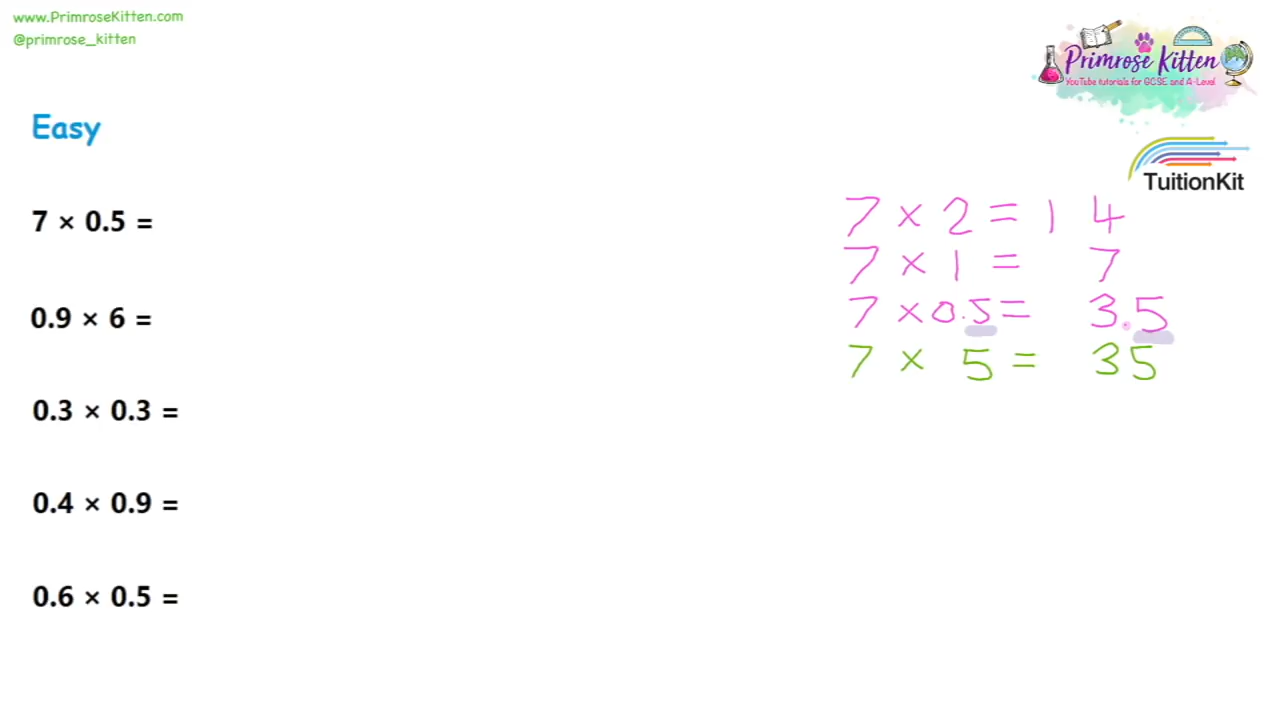 www.PrimroseKitten.com
@primrose_kitten
Primrose Kitten
YouTube tutorials for GCSE and A-Level
TuitionKit
Easy
7 × 0.5 =
0.9 × 6 =
0.3 × 0.3 =
0.4 × 0.9 =
0.6 × 0.5 =
7 × 2 = 14
7 × 1 = 7
7 × 0.5 = 3.5
7 × 5 = 35